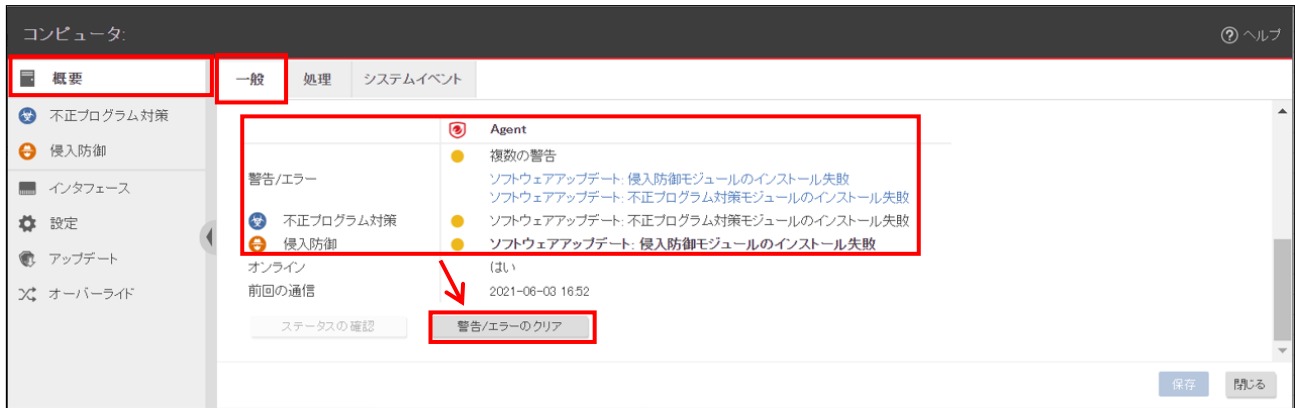 コンピュータ:
ヘルプ
概要
不正プログラム対策
侵入防御
インタフェース
設定
アップデート
オーバーライド
一般 処理 システムイベント
Agent
警告/エラー
複数の警告
ソフトウェアアップデート: 侵入防御モジュールのインストール失敗
ソフトウェアアップデート: 不正プログラム対策モジュールのインストール失敗
不正プログラム対策 ソフトウェアアップデート: 不正プログラム対策モジュールのインストール失敗
侵入防御 ソフトウェアアップデート: 侵入防御モジュールのインストール失敗
オンライン はい
前回の通信 2021-06-03 16:52
ステータスの確認 警告/エラーのクリア
保存 閉じる